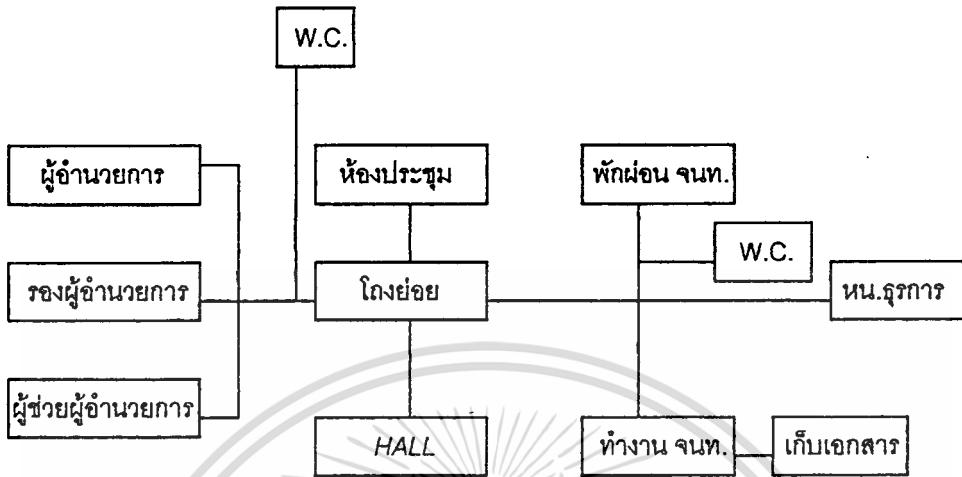 W.C.
ผู้อำนวยการ
ห้องประชุม
พักผ่อน จนท.
W.C.
รองผู้อำนวยการ
โถงย่อย
หน.ธุรการ
ผู้ช่วยผู้อำนวยการ
HALL
ทำงาน จนท.
เก็บเอกสาร